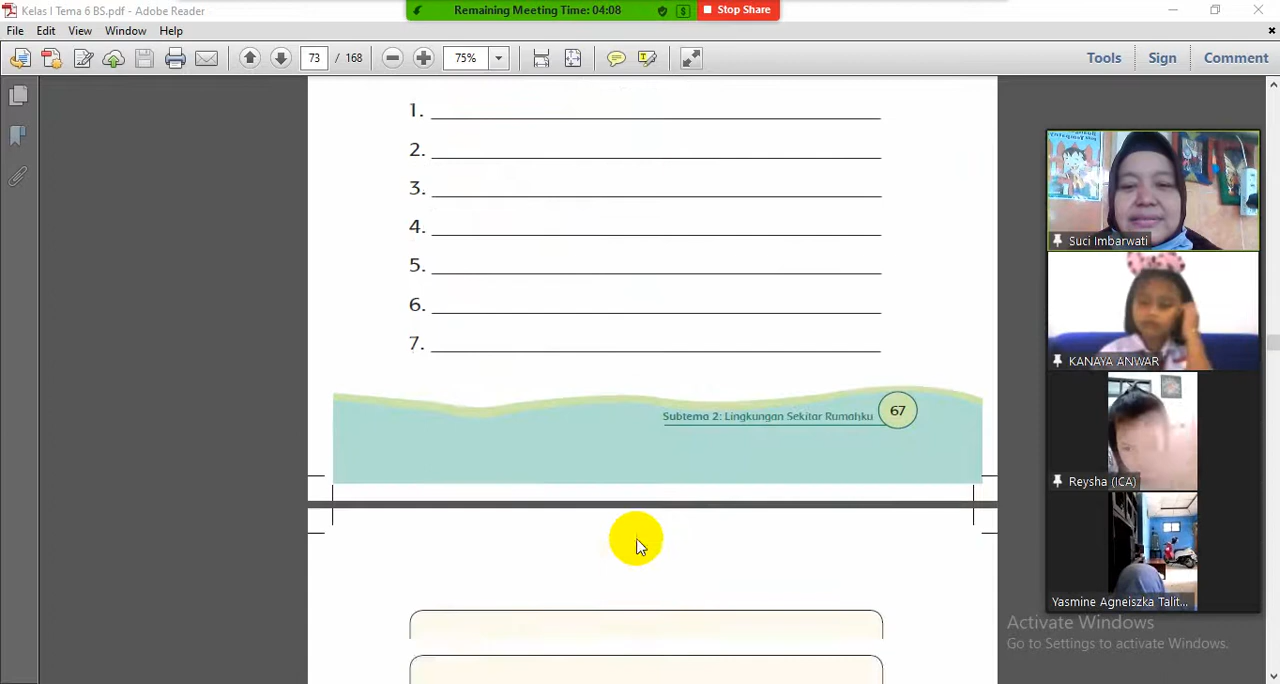 Kelas I Tema 6 BS.pdf - Adobe Reader
Remaining Meeting Time: 04:08
Stop Share
File Edit View Window Help
73 / 168 75%
Tools Sign Comment
1.
2.
3.
4.
5.
6.
7.
Subtema 2: Lingkungan Sekitar Rumahku 67
Suci Imbarwati
KANAYA ANWAR
Reysha (ICA)
Yasmine Agneiszka Talit...
Activate Windows
Go to Settings to activate Windows.